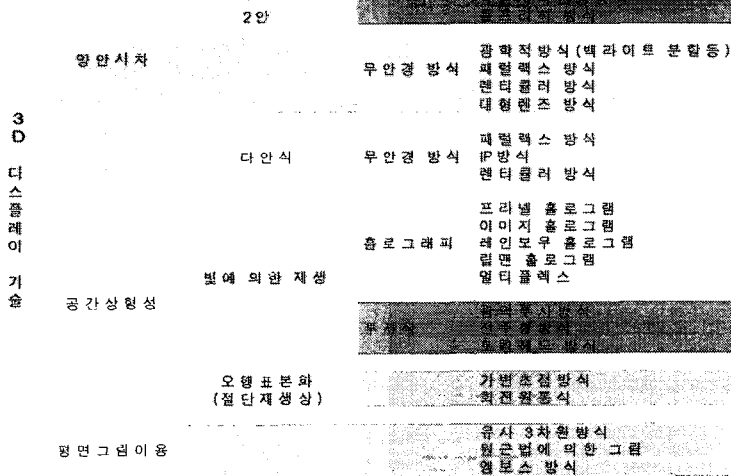 3D 디스플레이 기술
양안시차
2안
무안경 방식
광학적방식(백라이트 분할등)
패럴랙스 방식
렌티큘러 방식
대형렌즈 방식
다안식
무안경 방식
패럴랙스 방식
IP방식
렌티큘러 방식
공간상형성
빛에 의한 재생
홀로그래피
프라넬 홀로그램
이미지 홀로그램
레인보우 홀로그램
립맨 홀로그램
멀티플렉스
오행표본화
(절단재생상)
가변초점방식
회전원통식
평면그림이용
유사 3차원방식
원근법에 의한 그림
엠보스 방식